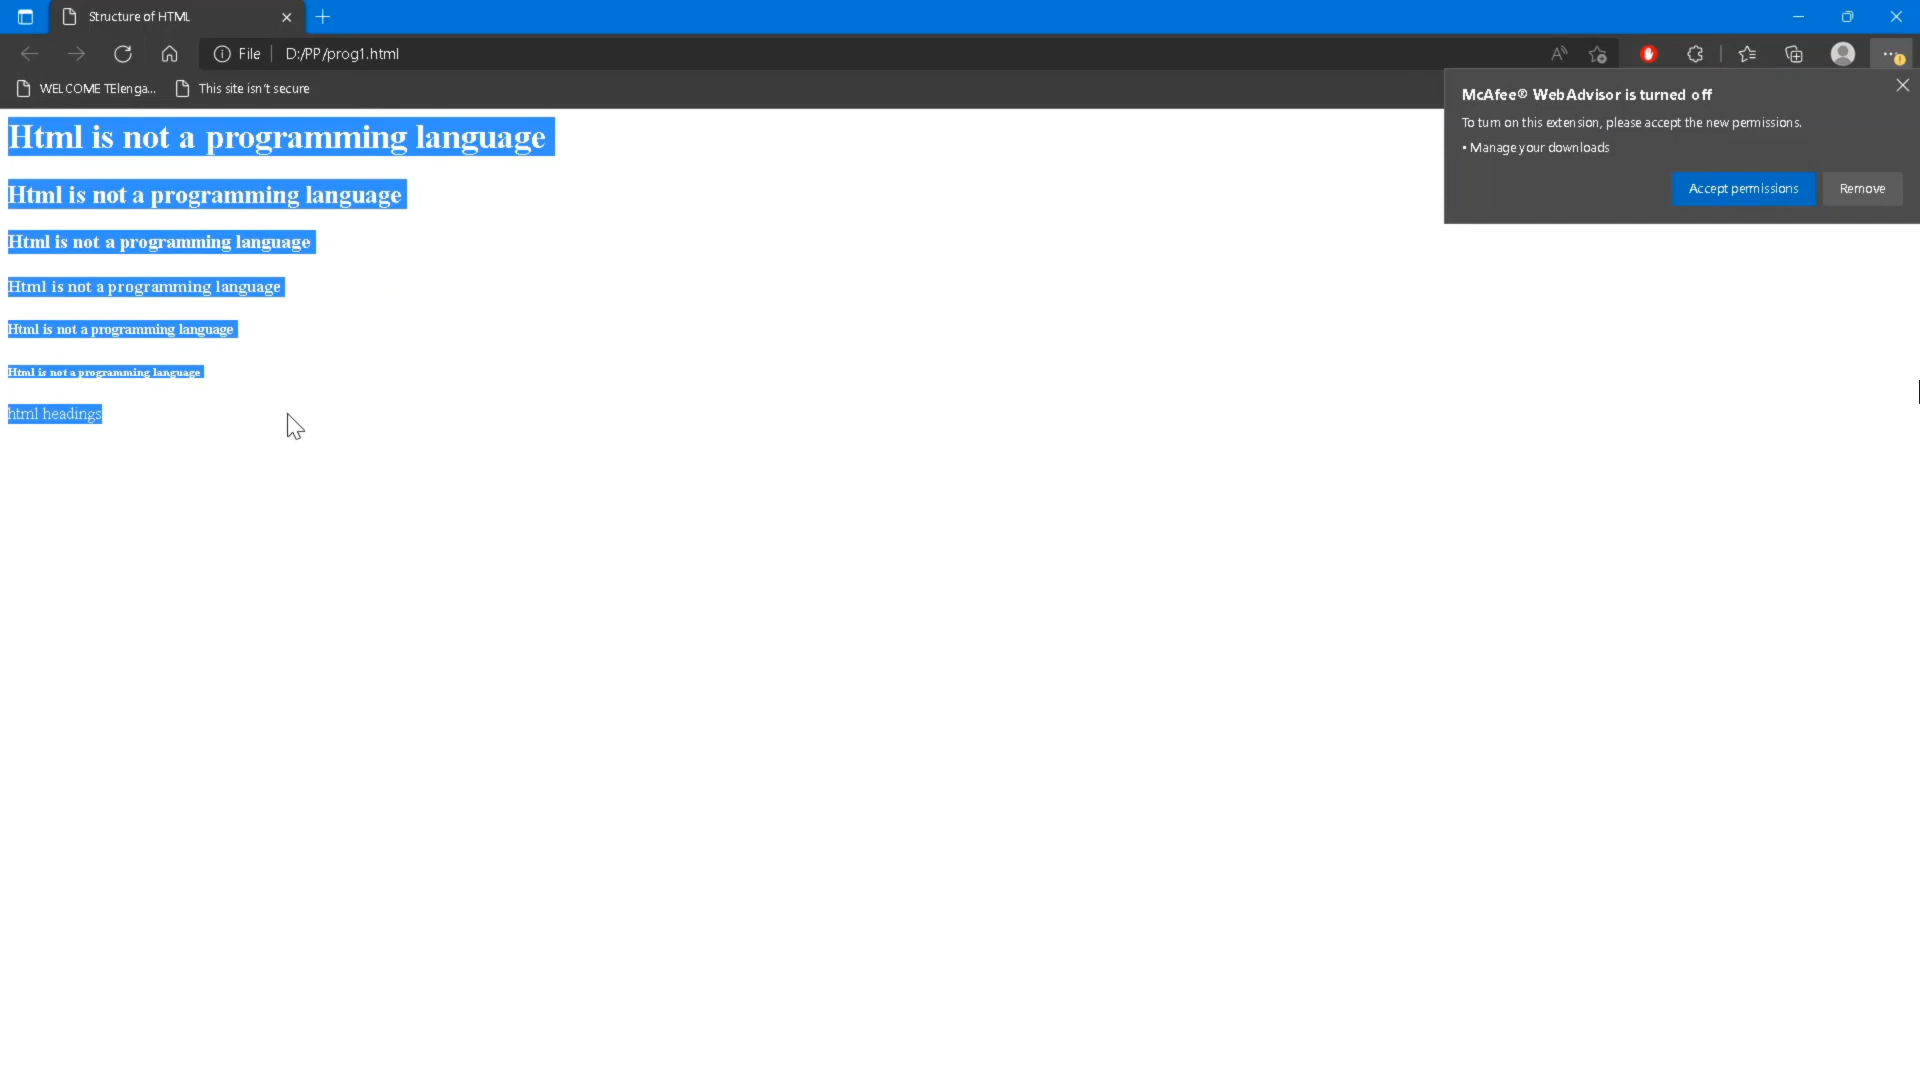 Structure of HTML
File
D:/PP/prog1.html
WELCOME TElenga...
This site isn't secure
McAfee® WebAdvisor is turned off
To turn on this extension, please accept the new permissions.
• Manage your downloads
Accept permissions
Remove
Html is not a programming language
Html is not a programming language
Html is not a programming language
Html is not a programming language
Html is not a programming language
Html is not a programming language
html headings